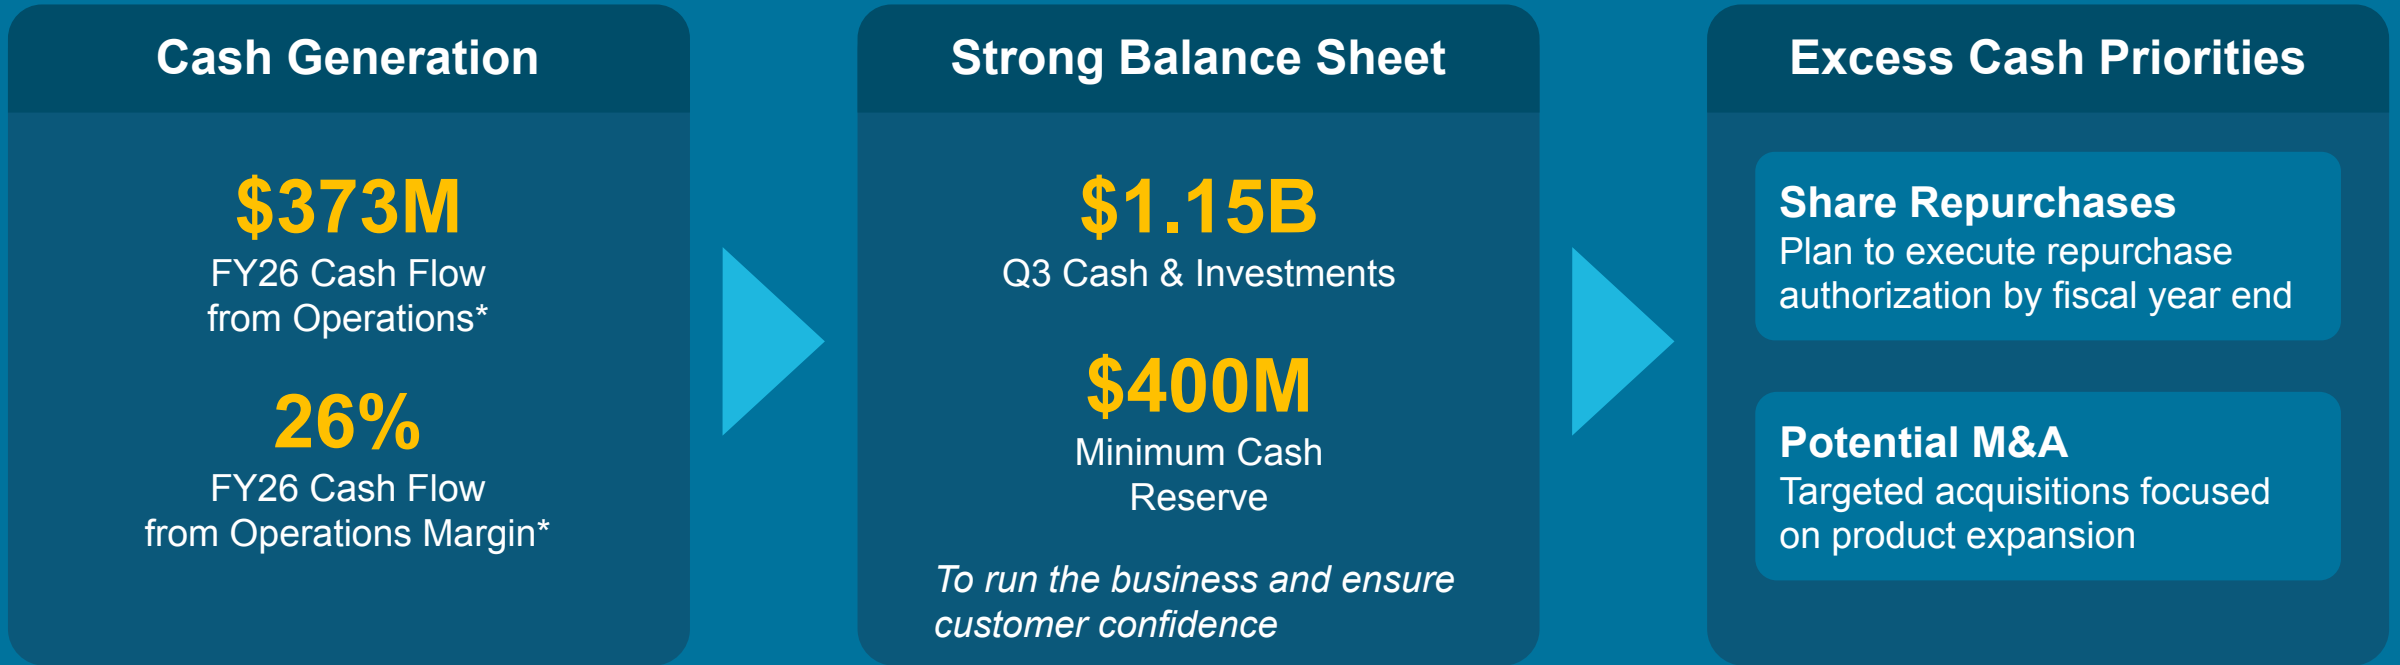 Cash Generation
$373M
FY26 Cash Flow
from Operations*
26%
FY26 Cash Flow
from Operations Margin*
Strong Balance Sheet
$1.15B
Q3 Cash & Investments
$400M
Minimum Cash
Reserve
To run the business and ensure
customer confidence
Excess Cash Priorities
Share Repurchases
Plan to execute repurchase
authorization by fiscal year end
Potential M&A
Targeted acquisitions focused
on product expansion